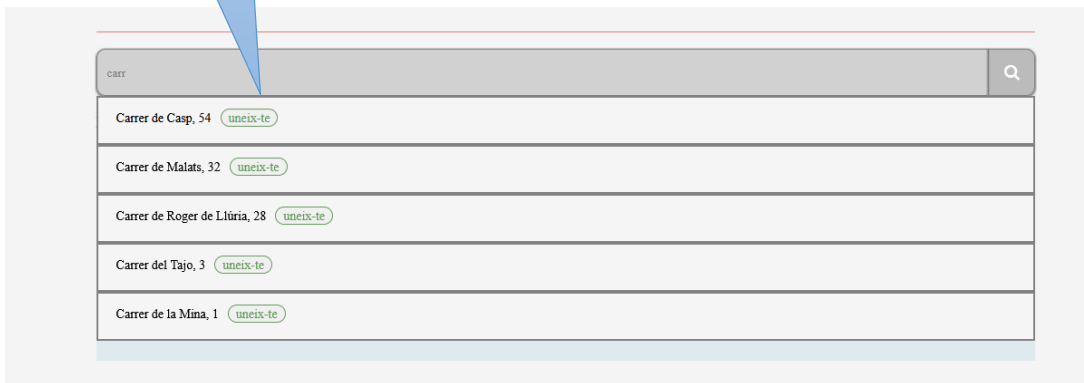 carr
Carrer de Casp, 54 uneix-te
Carrer de Malats, 32 uneix-te
Carrer de Roger de Llúria, 28 uneix-te
Carrer del Tajo, 3 uneix-te
Carrer de la Mina, 1 uneix-te